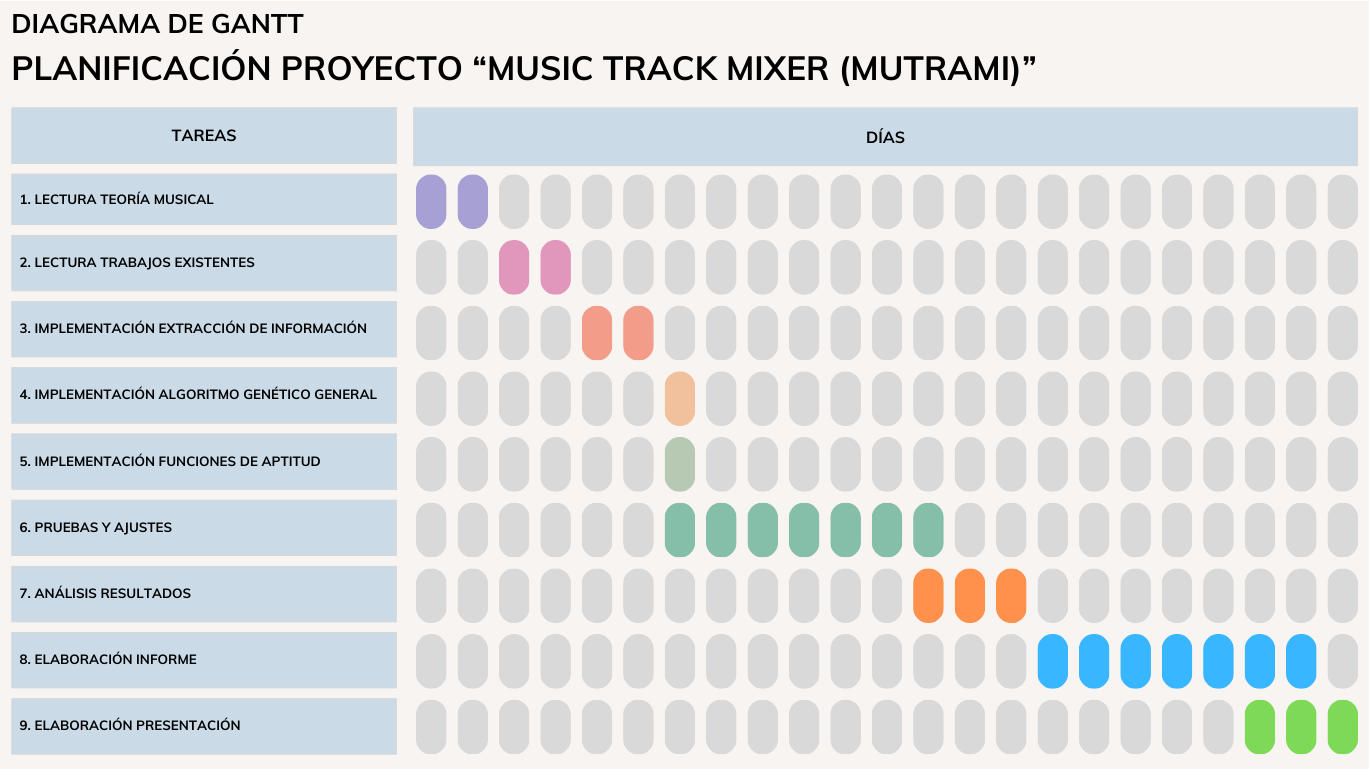 DIAGRAMA DE GANTT
PLANIFICACIÓN PROYECTO “MUSIC TRACK MIXER (MUTRAMI)”
TAREAS
DÍAS
1. LECTURA TEORÍA MUSICAL
2. LECTURA TRABAJOS EXISTENTES
3. IMPLEMENTACIÓN EXTRACCIÓN DE INFORMACIÓN
4. IMPLEMENTACIÓN ALGORITMO GENÉTICO GENERAL
5. IMPLEMENTACIÓN FUNCIONES DE APTITUD
6. PRUEBAS Y AJUSTES
7. ANÁLISIS RESULTADOS
8. ELABORACIÓN INFORME
9. ELABORACIÓN PRESENTACIÓN